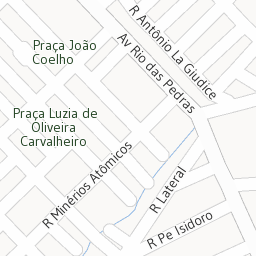 R Antônio La Giudice
Av Rio das Pedras
Praça João
Coelho
Praça Luzia de
Oliveira
Carvalheiro
R Minérios Atômicos
R Lateral
R Pe Isidoro